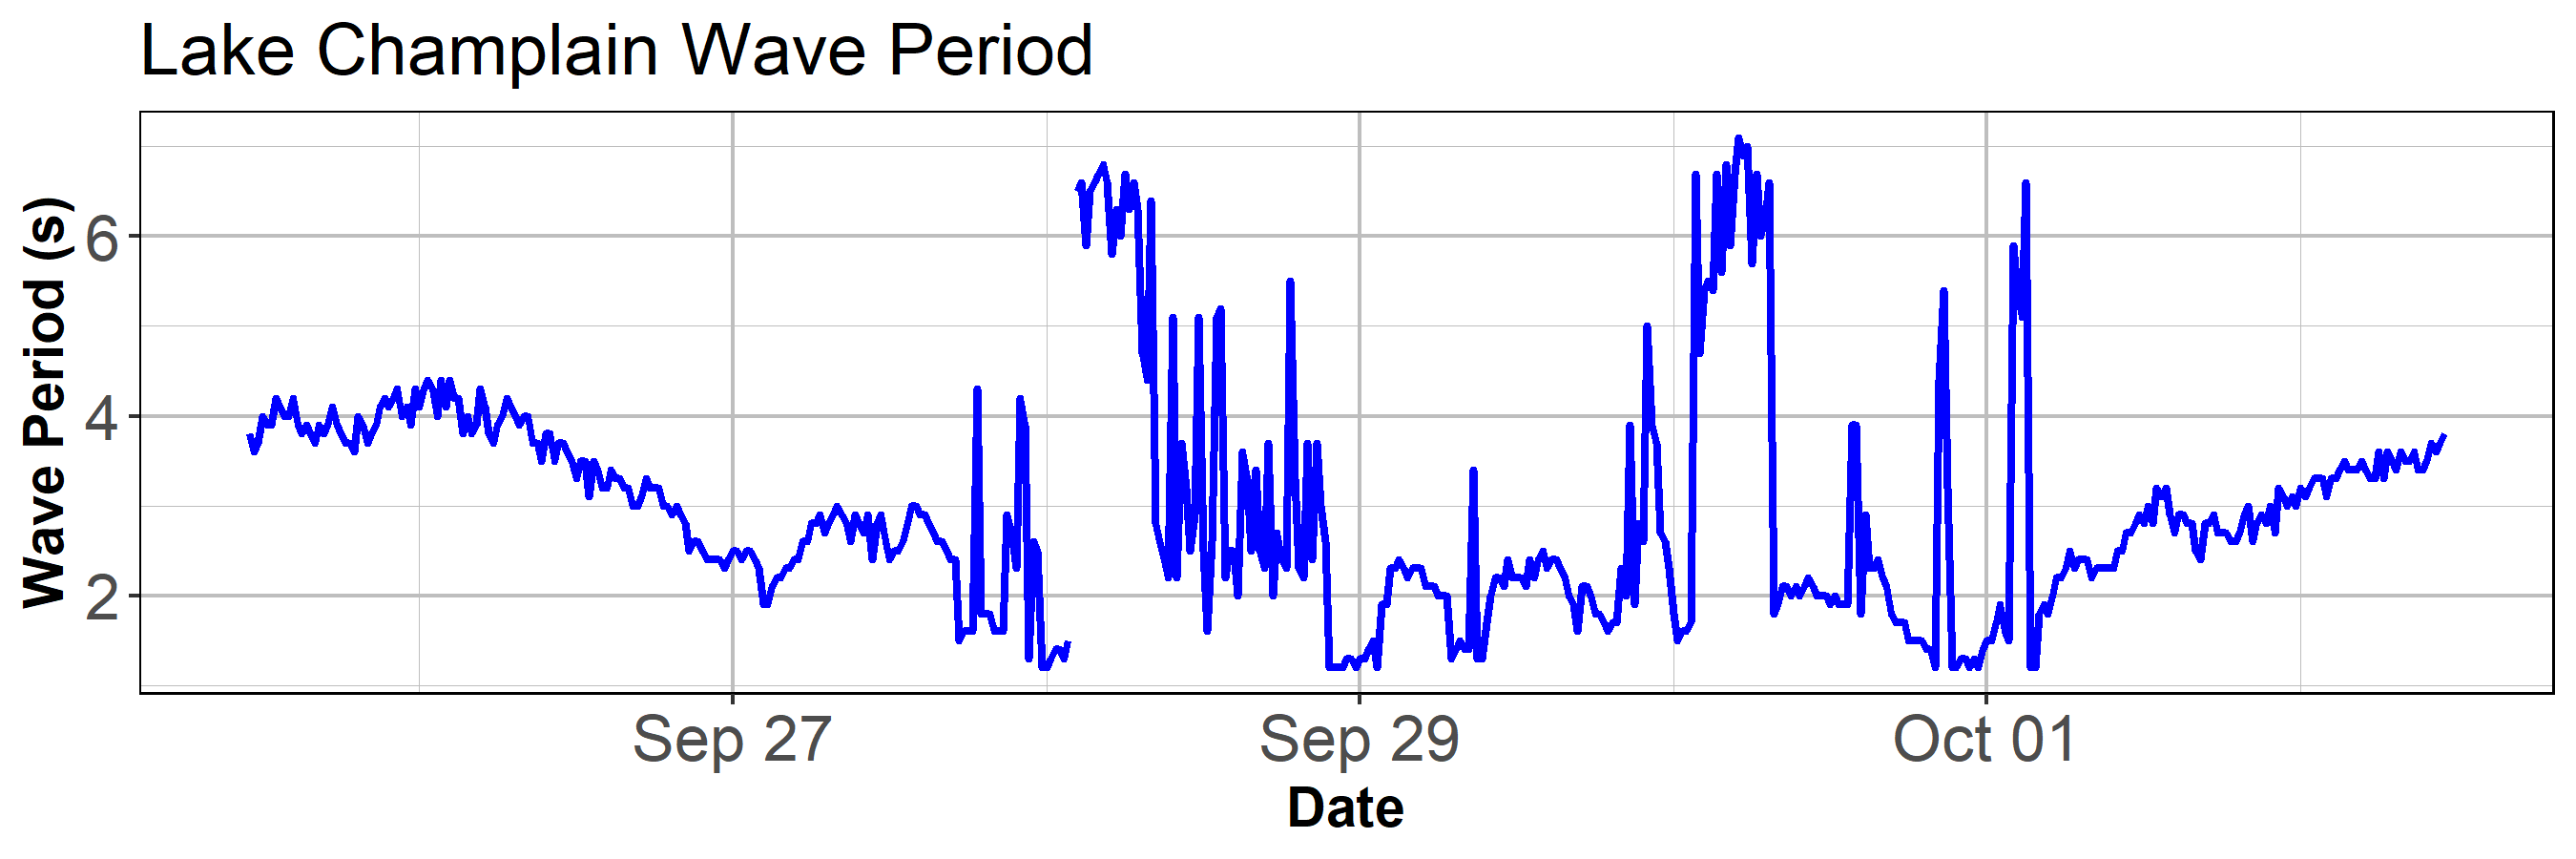 Lake Champlain Wave Period
Wave Period (s)
6
4
2
Sep 27
Sep 29
Oct 01
Date